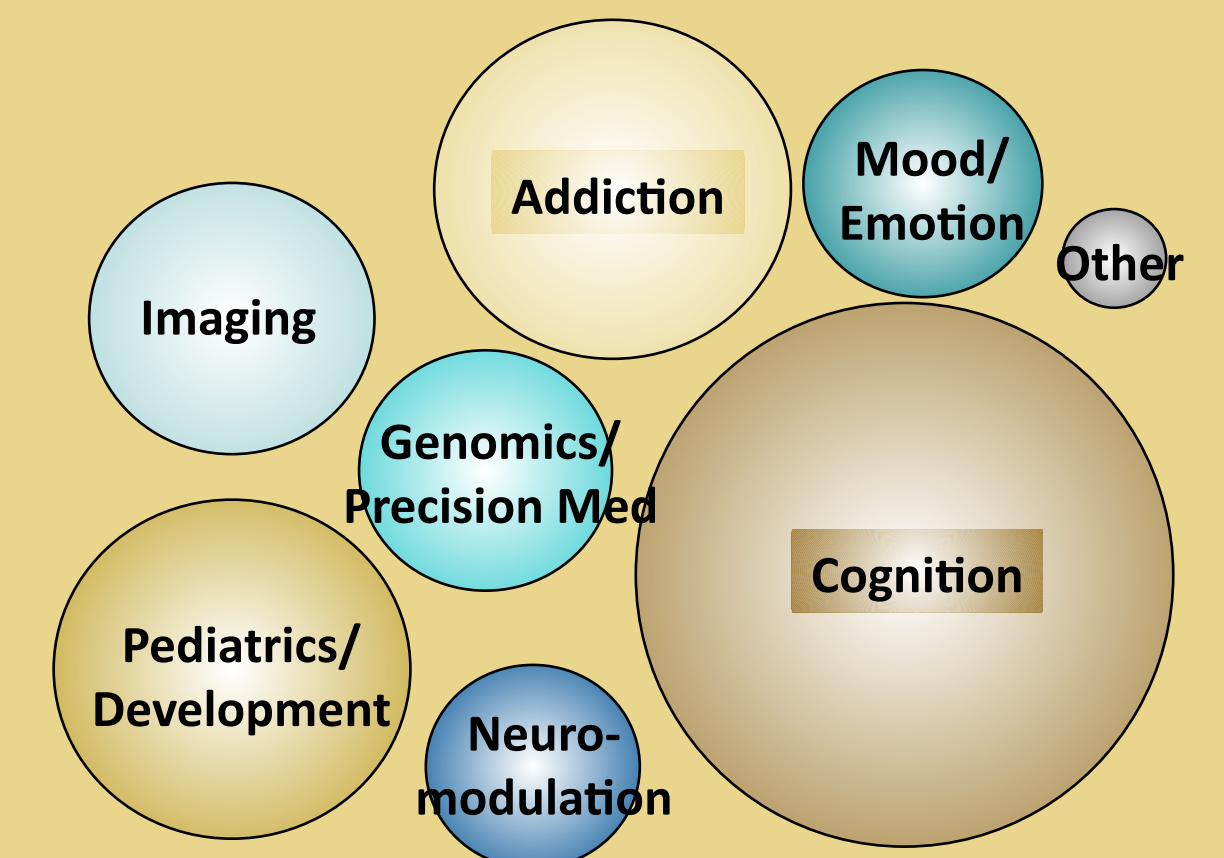 Addiction
Mood/
Emotion
Other
Imaging
Genomics/
Precision Med
Cognition
Pediatrics/
Development
Neuro-
modulation